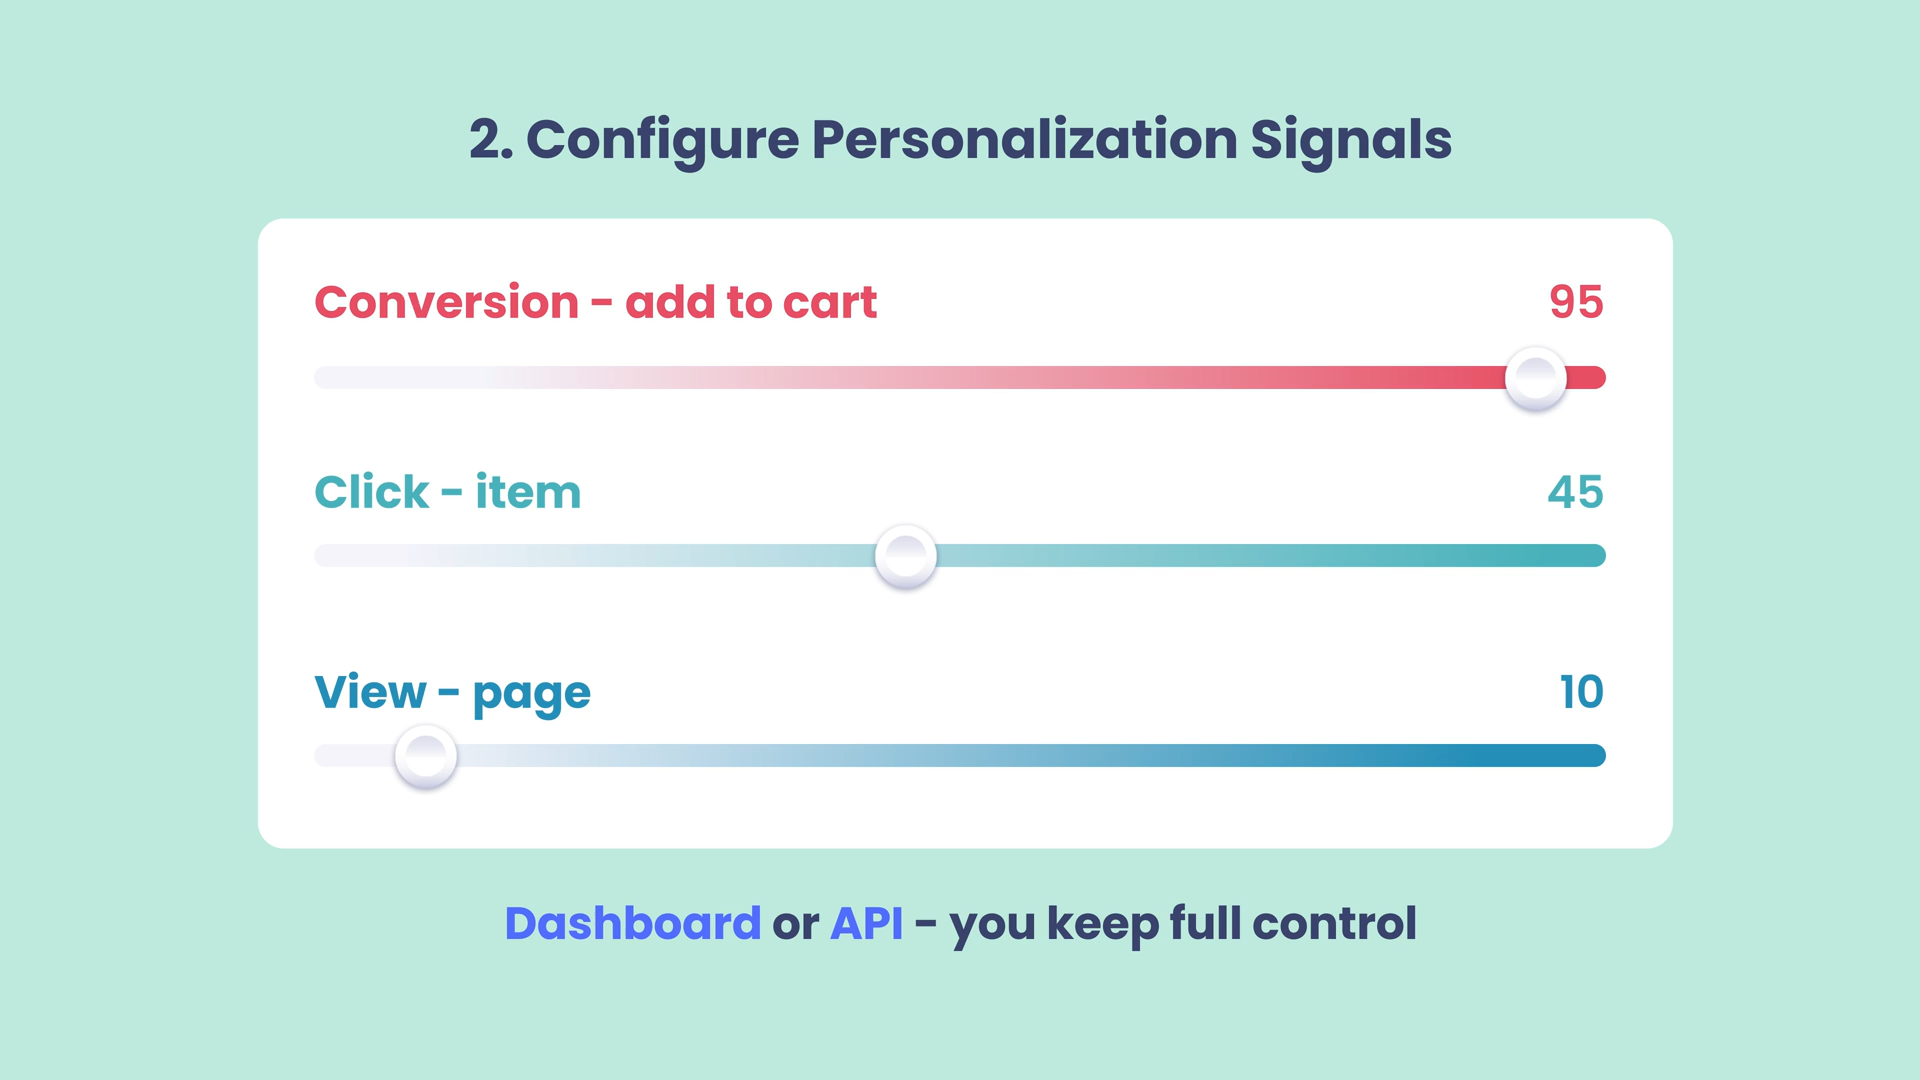 2. Configure Personalization Signals
Conversion - add to cart 95
Click - item 45
View - page 10
Dashboard or API - you keep full control